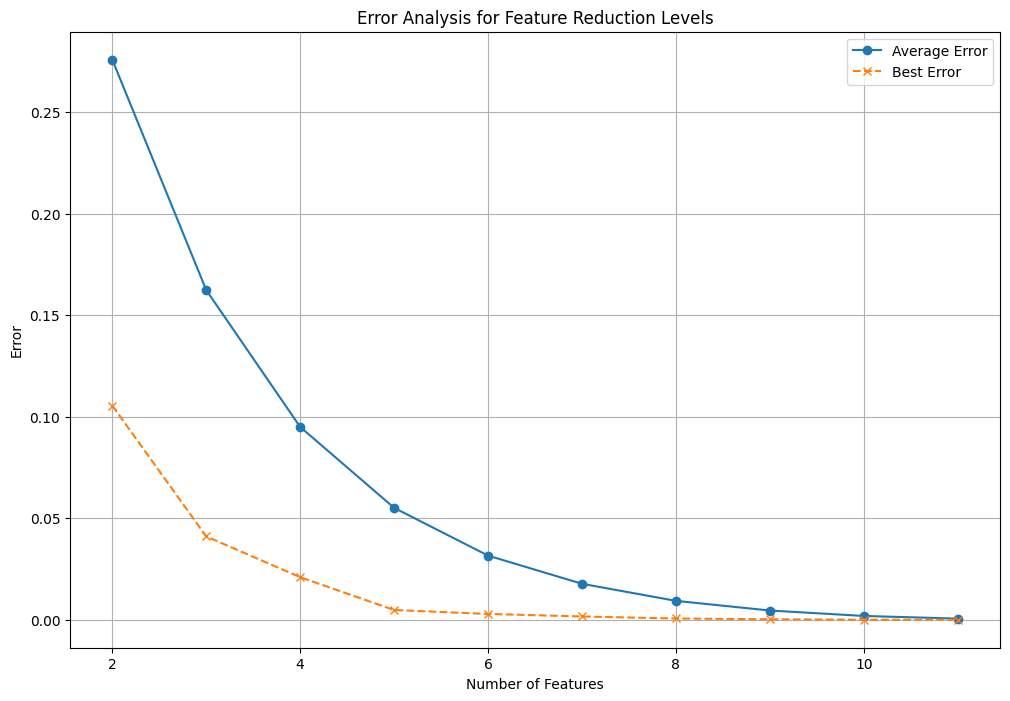 Error Analysis for Feature Reduction Levels
Average Error
Best Error
0.25
0.20
0.15
0.10
0.05
0.00
Error
2
4
6
8
10
Number of Features